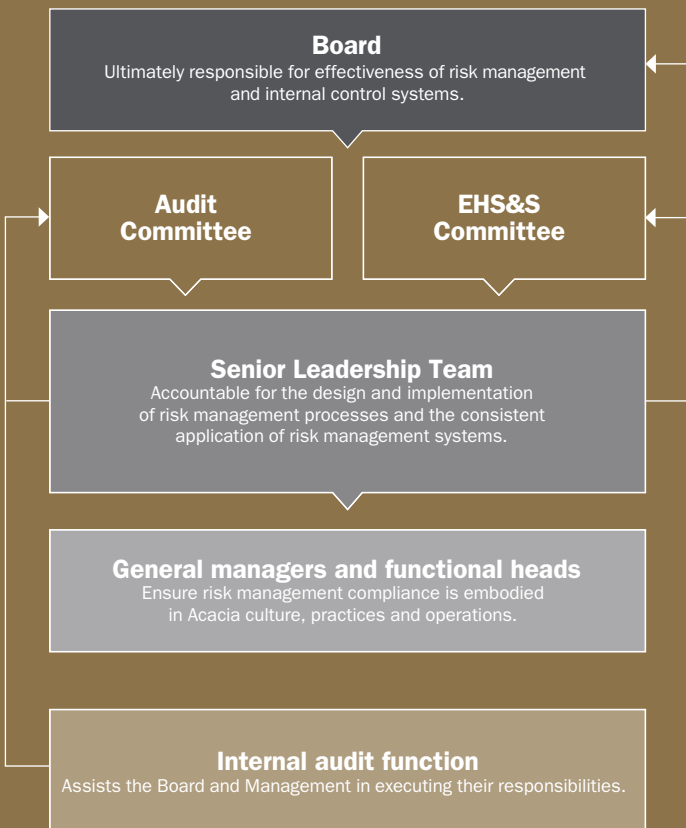 Board
Ultimately responsible for effectiveness of risk management
and internal control systems.
Audit
Committee
EHS&S
Committee
Senior Leadership Team
Accountable for the design and implementation
of risk management processes and the consistent
application of risk management systems.
General managers and functional heads
Ensure risk management compliance is embodied
in Acacia culture, practices and operations.
Internal audit function
Assists the Board and Management in executing their responsibilities.